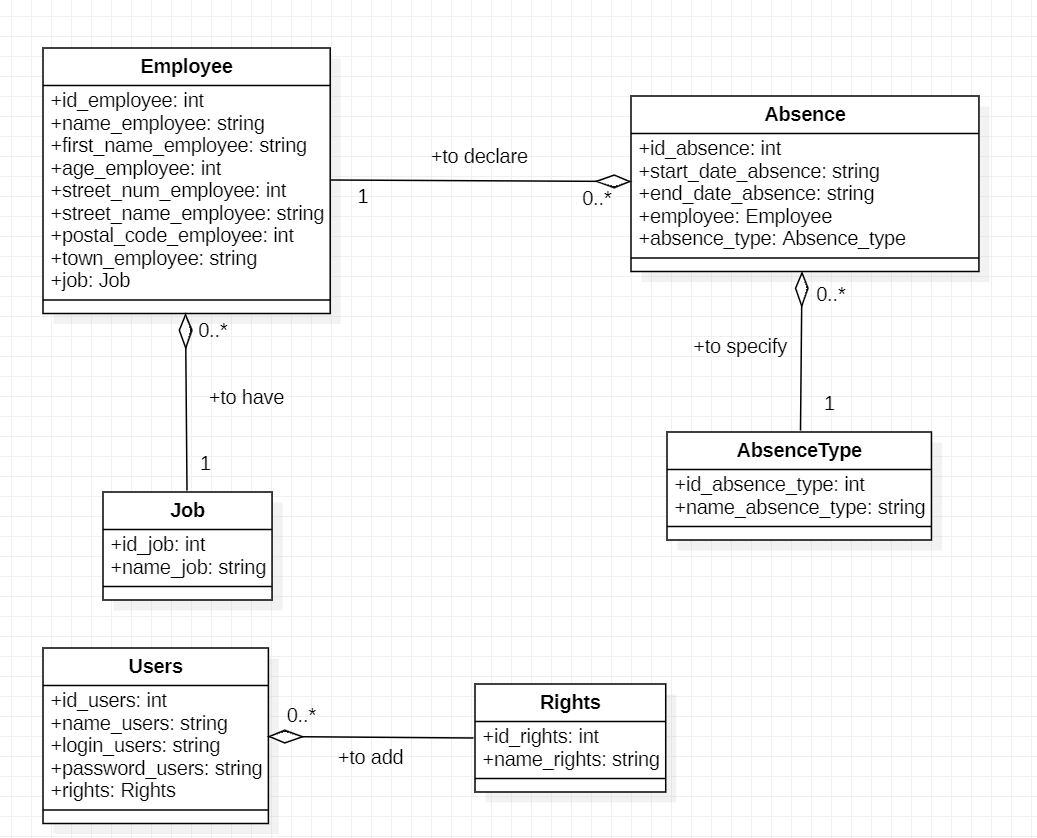 Employee
+id_employee: int
+name_employee: string
+first_name_employee: string
+age_employee: int
+street_num_employee: int
+street_name_employee: string
+postal_code_employee: int
+town_employee: string
+job: Job
+to declare
1
0..*
Absence
+id_absence: int
+start_date_absence: string
+end_date_absence: string
+employee: Employee
+absence_type: Absence_type
0..*
+to have
1
0..*
+to specify
1
AbsenceType
+id_absence_type: int
+name_absence_type: string
Job
+id_job: int
+name_job: string
Users
+id_users: int
+name_users: string
+login_users: string
+password_users: string
+rights: Rights
0..*
+to add
Rights
+id_rights: int
+name_rights: string